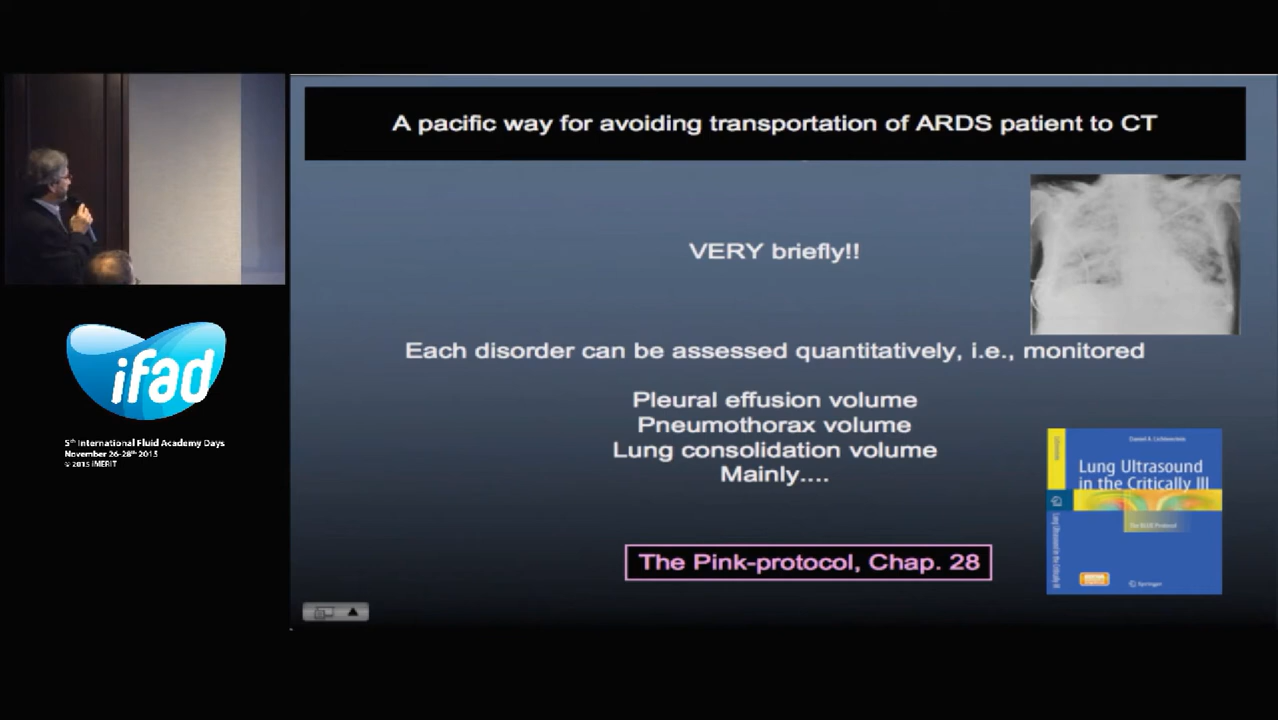 A pacific way for avoiding transportation of ARDS patient to CT
VERY briefly!!
Each disorder can be assessed quantitatively, i.e., monitored
Pleural effusion volume
Pneumothorax volume
Lung consolidation volume
Mainly....
The Pink-protocol, Chap. 28
Daniel A. Lichtenstein
Lung Ultrasound
in the Critically Ill
The BLUE Protocol
Springer
ifad
5th International Fluid Academy Days
November 26-28th 2015
© 2015 iMERIT